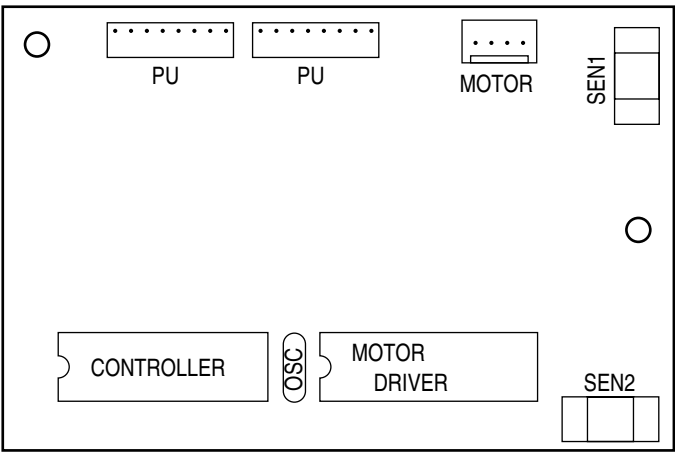 PU
PU
MOTOR
SEN1
CONTROLLER
OSC
MOTOR
DRIVER
SEN2